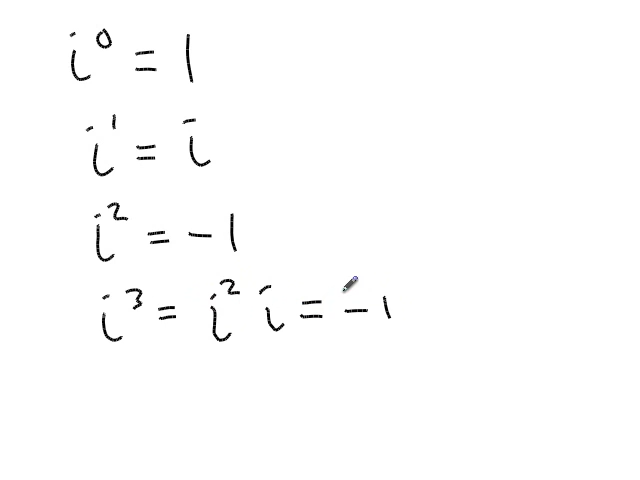 i⁰ = 1
i¹ = i
i² = -1
i³ = i² i = -1